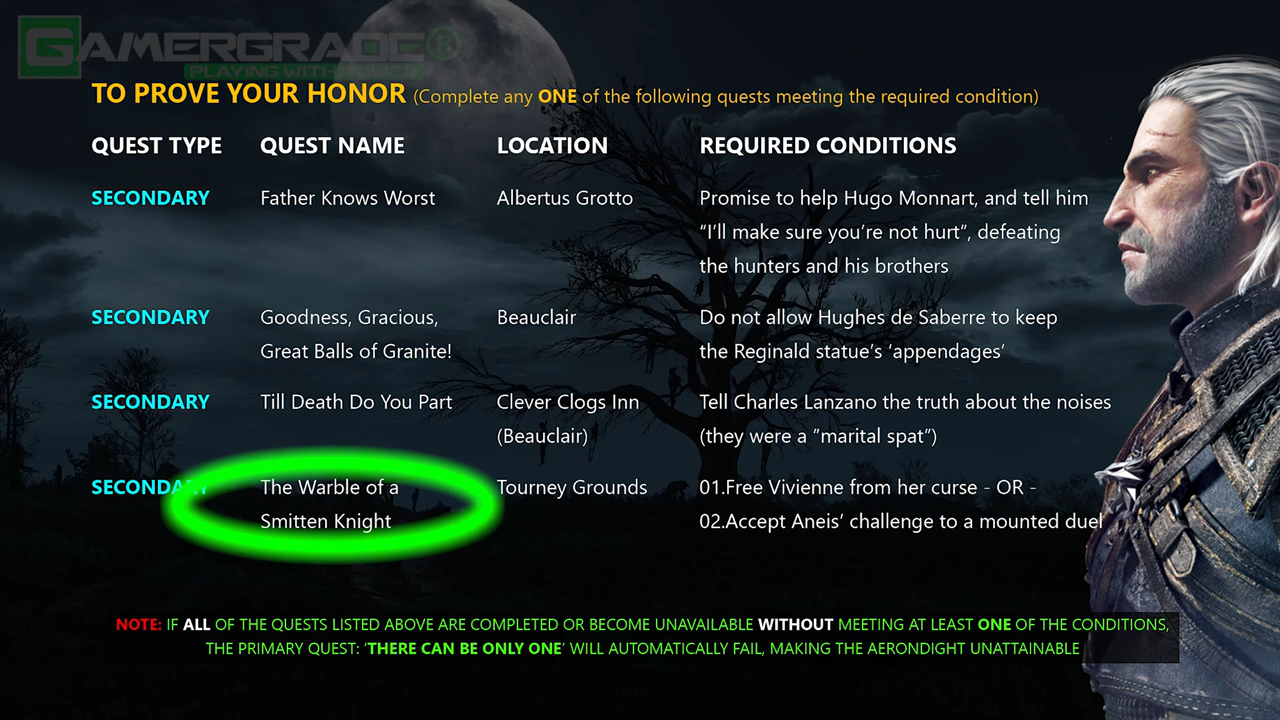 GAMERGRADE®
TO PROVE YOUR HONOR (Complete any ONE of the following quests meeting the required condition)
QUEST TYPE QUEST NAME LOCATION REQUIRED CONDITIONS
SECONDARY Father Knows Worst Albertus Grotto Promise to help Hugo Monnart, and tell him
“I’ll make sure you’re not hurt”, defeating
the hunters and his brothers
SECONDARY Goodness, Gracious, Beauclair Do not allow Hughes de Saberre to keep
Great Balls of Granite! the Reginald statue’s ‘appendages’
SECONDARY Till Death Do You Part Clever Clogs Inn Tell Charles Lanzano the truth about the noises
(Beauclair) (they were a ”marital spat”)
SECONDARY The Warble of a Tourney Grounds 01.Free Vivienne from her curse - OR -
Smitten Knight 02.Accept Aneis’ challenge to a mounted duel
NOTE: IF ALL OF THE QUESTS LISTED ABOVE ARE COMPLETED OR BECOME UNAVAILABLE WITHOUT MEETING AT LEAST ONE OF THE CONDITIONS,
THE PRIMARY QUEST: ‘THERE CAN BE ONLY ONE’ WILL AUTOMATICALLY FAIL, MAKING THE AERONDIGHT UNATTAINABLE